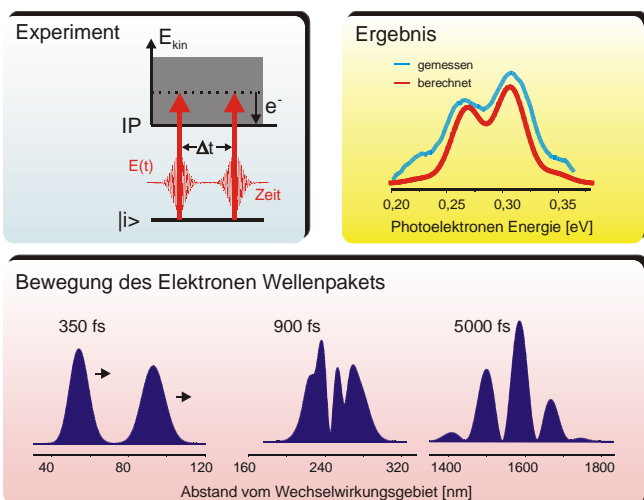 Experiment
E_kin
e-
IP
Δt
E(t)
Zeit
|i>
Ergebnis
gemessen
berechnet
0,20 0,25 0,30 0,35
Photoelektronen Energie [eV]
Bewegung des Elektronen Wellenpakets
350 fs 900 fs 5000 fs
40 80 120 160 240 320 1400 1600 1800
Abstand vom Wechselwirkungsgebiet [nm]